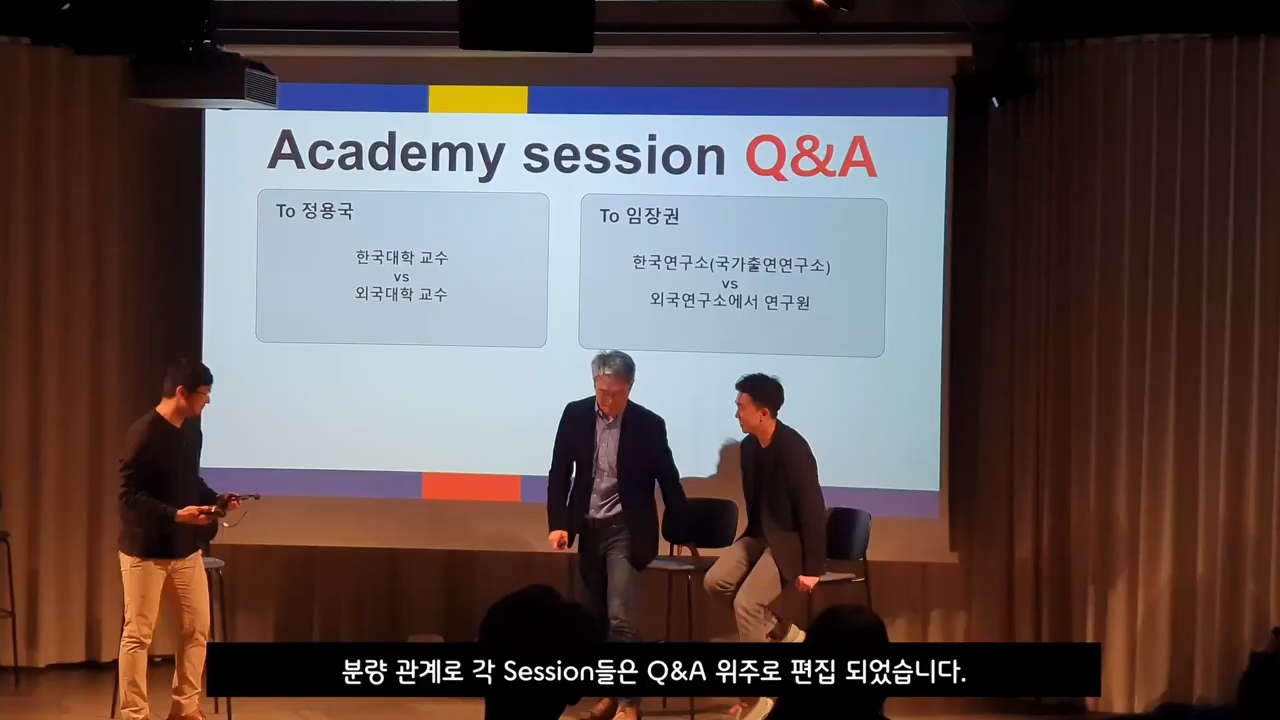 Academy session Q&A
To 정용국
한국대학 교수
vs
외국대학 교수
To 임장권
한국연구소(국가출연연구소)
vs
외국연구소에서 연구원
분량 관계로 각 Session들은 Q&A 위주로 편집 되었습니다.